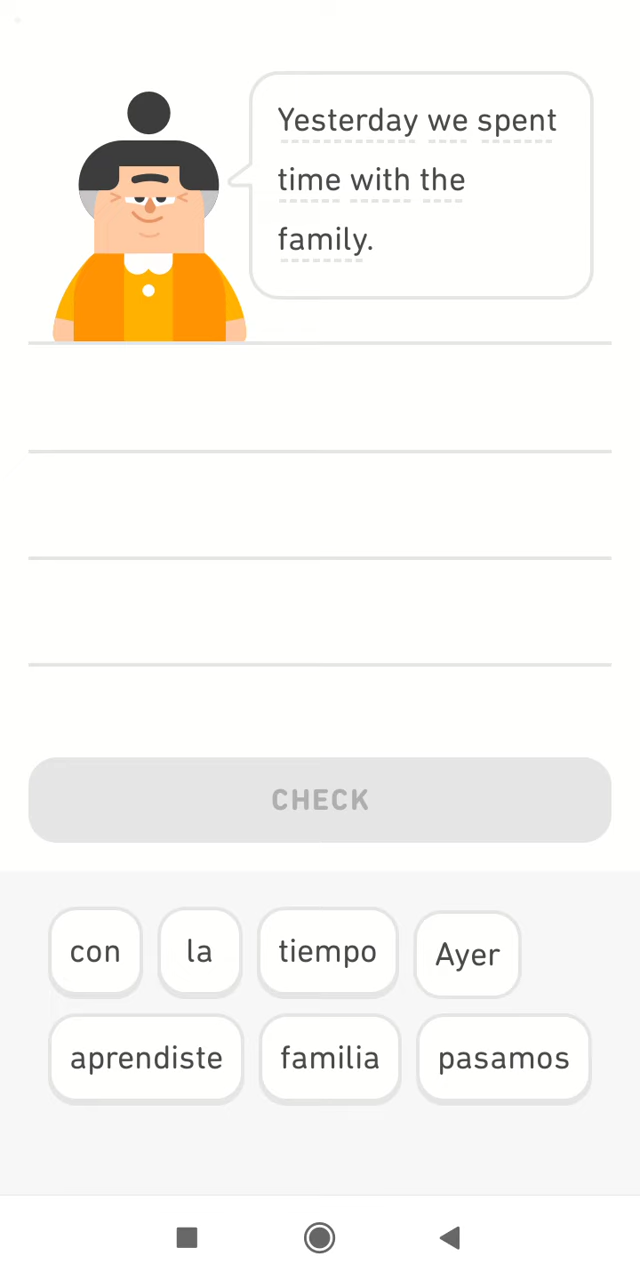 Yesterday we spent
time with the
family.
CHECK
con la tiempo Ayer
aprendiste familia pasamos